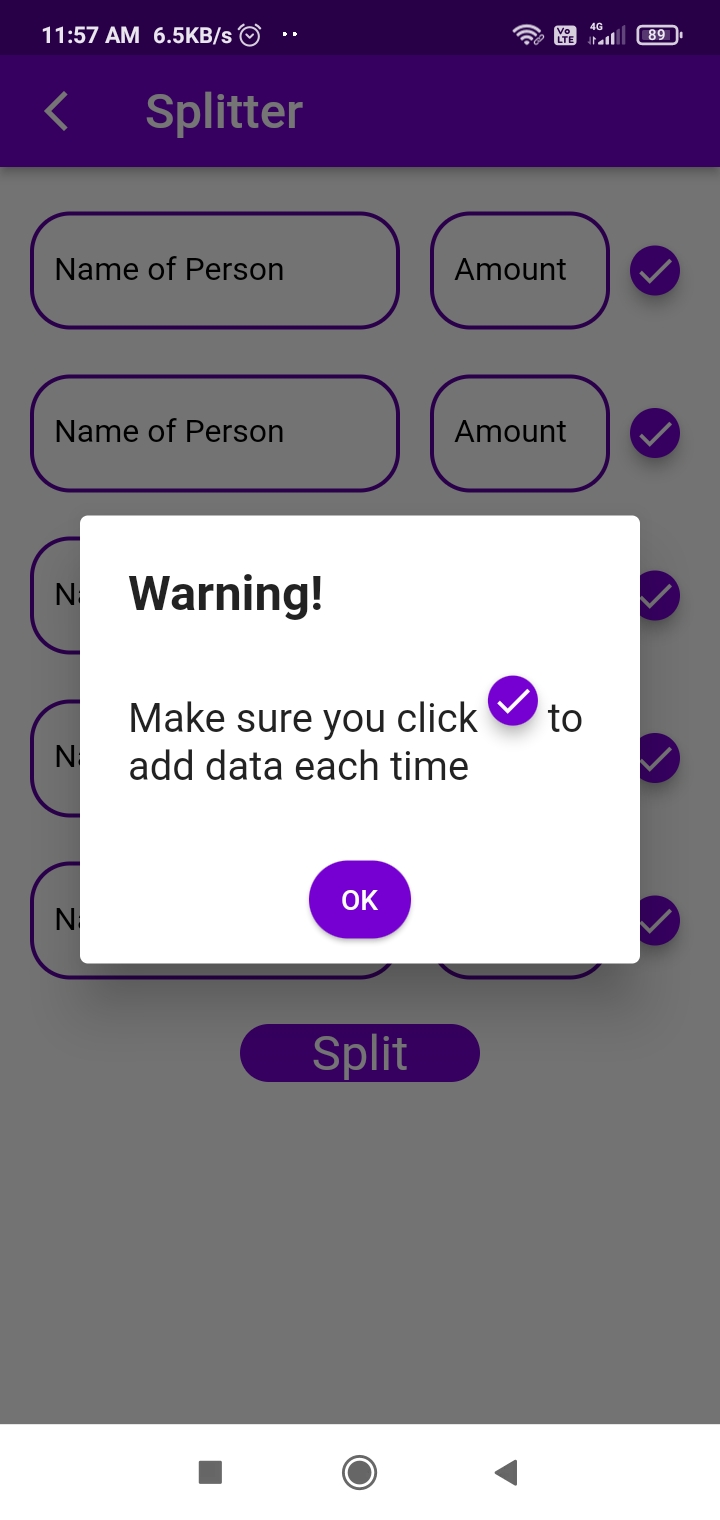 11:57 AM 6.5KB/s Vo LTE 4G 89
Splitter
Name of Person Amount
Name of Person Amount
Na
Warning!
Make sure you click to
add data each time
Na
OK
Na
Split